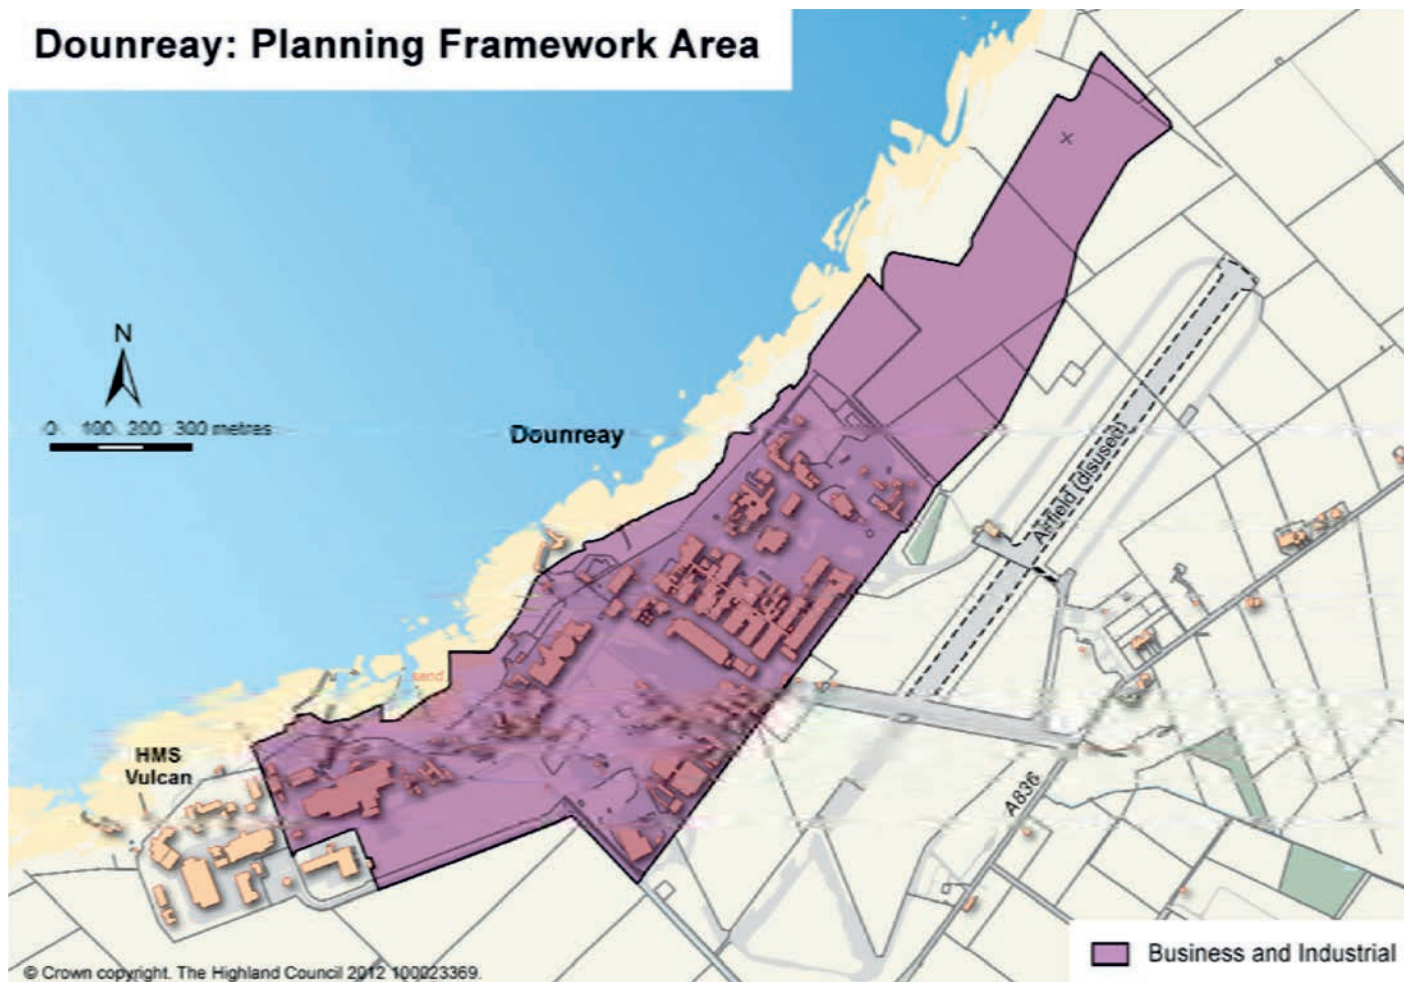 Dounreay: Planning Framework Area
N
0 100 200 300 metres
Dounreay
Airfield (disused)
sand
HMS
Vulcan
A836
Business and Industrial
© Crown copyright. The Highland Council 2012 100023369.